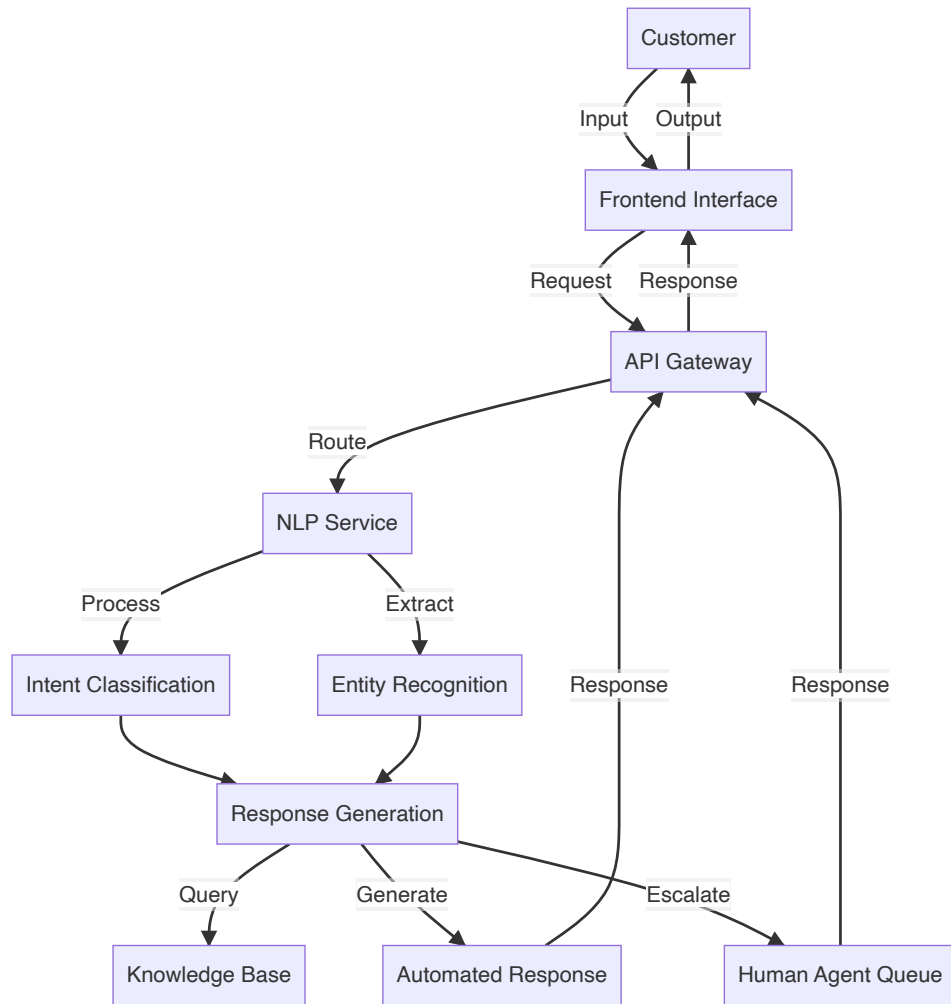 Customer
Input
Output
Frontend Interface
Request
Response
API Gateway
Route
NLP Service
Process
Extract
Intent Classification
Entity Recognition
Response
Response
Response Generation
Query
Generate
Escalate
Knowledge Base
Automated Response
Human Agent Queue